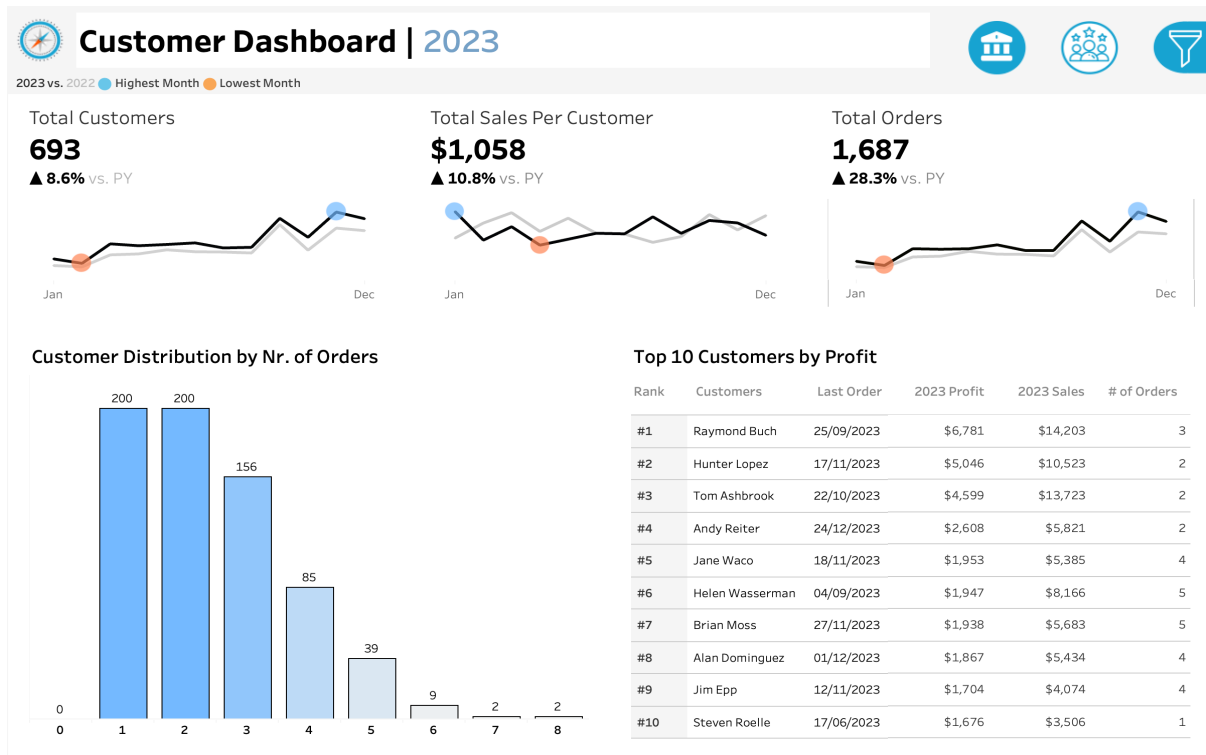 Customer Dashboard | 2023
2023 vs. 2022 Highest Month Lowest Month
Total Customers
693
▲ 8.6% vs. PY
Jan Dec
Total Sales Per Customer
$1,058
▲ 10.8% vs. PY
Jan Dec
Total Orders
1,687
▲ 28.3% vs. PY
Jan Dec
Customer Distribution by Nr. of Orders
0 200 200 156 85 39 9 2 2
0 1 2 3 4 5 6 7 8
Top 10 Customers by Profit
Rank Customers Last Order 2023 Profit 2023 Sales # of Orders
#1 Raymond Buch 25/09/2023 $6,781 $14,203 3
#2 Hunter Lopez 17/11/2023 $5,046 $10,523 2
#3 Tom Ashbrook 22/10/2023 $4,599 $13,723 2
#4 Andy Reiter 24/12/2023 $2,608 $5,821 2
#5 Jane Waco 18/11/2023 $1,953 $5,385 4
#6 Helen Wasserman 04/09/2023 $1,947 $8,166 5
#7 Brian Moss 27/11/2023 $1,938 $5,683 5
#8 Alan Dominguez 01/12/2023 $1,867 $5,434 4
#9 Jim Epp 12/11/2023 $1,704 $4,074 4
#10 Steven Roelle 17/06/2023 $1,676 $3,506 1